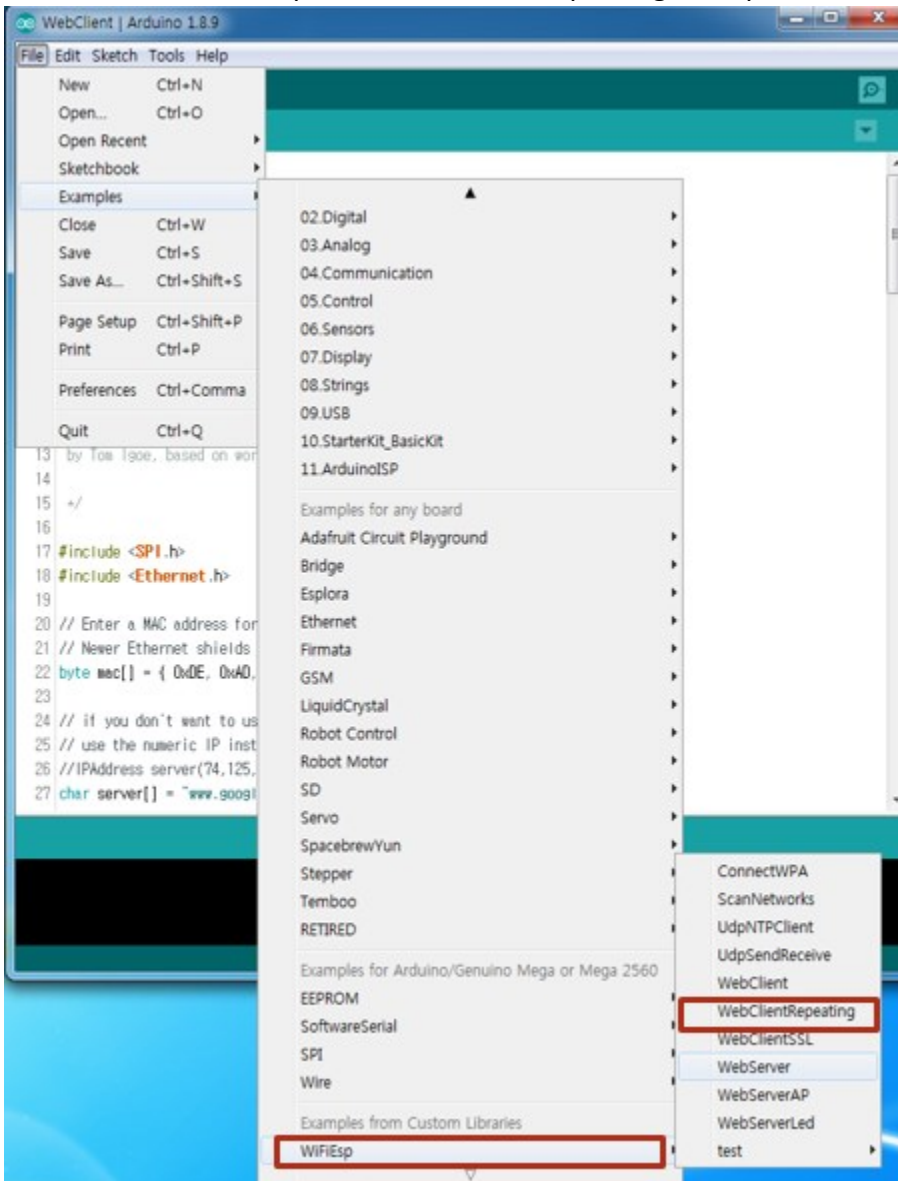 WebClient | Arduino 1.8.9
File Edit Sketch Tools Help
New Ctrl+N
Open... Ctrl+O
Open Recent
Sketchbook
Examples
Close Ctrl+W
Save Ctrl+S
Save As... Ctrl+Shift+S
Page Setup Ctrl+Shift+P
Print Ctrl+P
Preferences Ctrl+Comma
Quit Ctrl+Q
02.Digital
03.Analog
04.Communication
05.Control
06.Sensors
07.Display
08.Strings
09.USB
10.StarterKit_BasicKit
11.ArduinoISP
Examples for any board
Adafruit Circuit Playground
Bridge
Esplora
Ethernet
Firmata
GSM
LiquidCrystal
Robot Control
Robot Motor
SD
Servo
SpacebrewYun
Stepper
Temboo
RETIRED
Examples for Arduino/Genuino Mega or Mega 2560
EEPROM
SoftwareSerial
SPI
Wire
Examples from Custom Libraries
WiFiEsp
ConnectWPA
ScanNetworks
UdpNTPClient
UdpSendReceive
WebClient
WebClientRepeating
WebClientSSL
WebServer
WebServerAP
WebServerLed
test
13 by Tom Igoe, based on wor
14
15 */
16
17 #include <SPI.h>
18 #include <Ethernet.h>
19
20 // Enter a MAC address for
21 // Newer Ethernet shields
22 byte mac[] = { 0xDE, 0xAD,
23
24 // if you don't want to us
25 // use the numeric IP inst
26 //IPAddress server(74,125,
27 char server[] = "www.googl